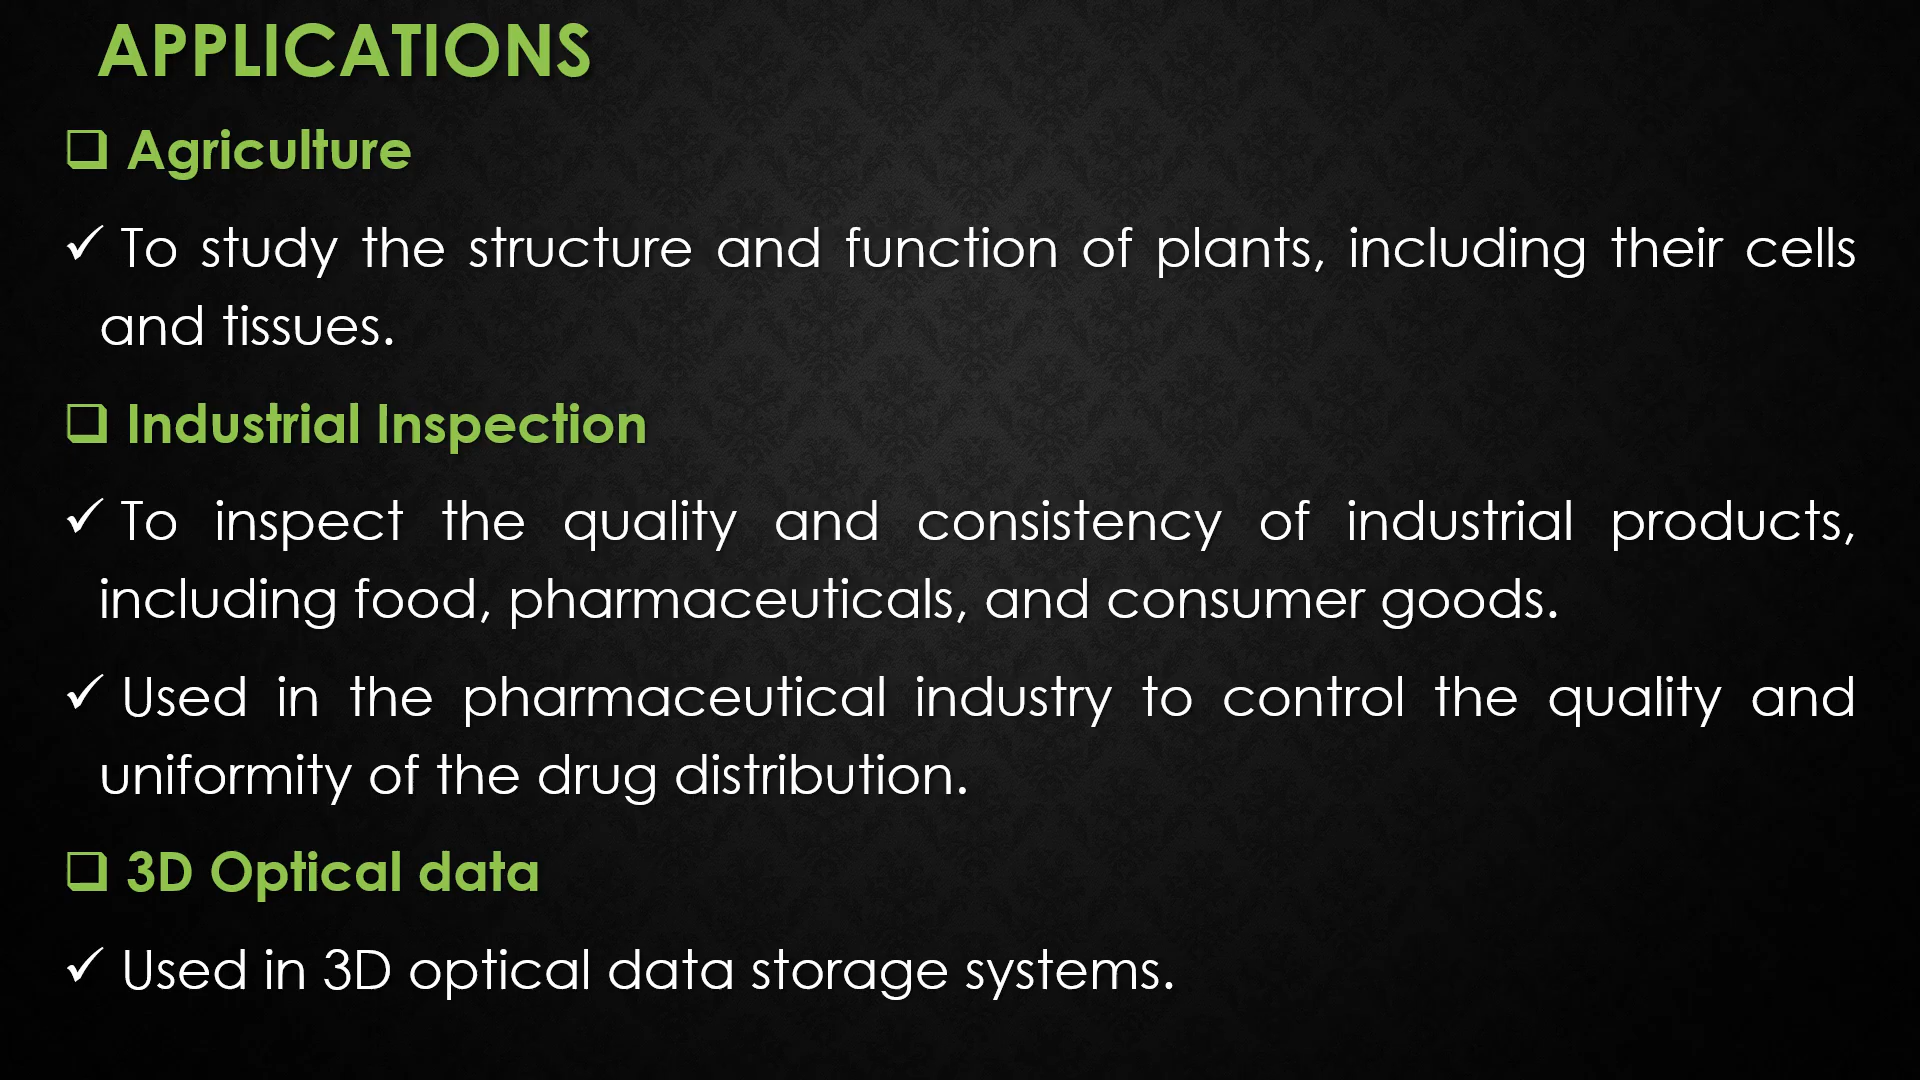 APPLICATIONS
❑ Agriculture
✓ To study the structure and function of plants, including their cells
and tissues.
❑ Industrial Inspection
✓ To inspect the quality and consistency of industrial products,
including food, pharmaceuticals, and consumer goods.
✓ Used in the pharmaceutical industry to control the quality and
uniformity of the drug distribution.
❑ 3D Optical data
✓ Used in 3D optical data storage systems.